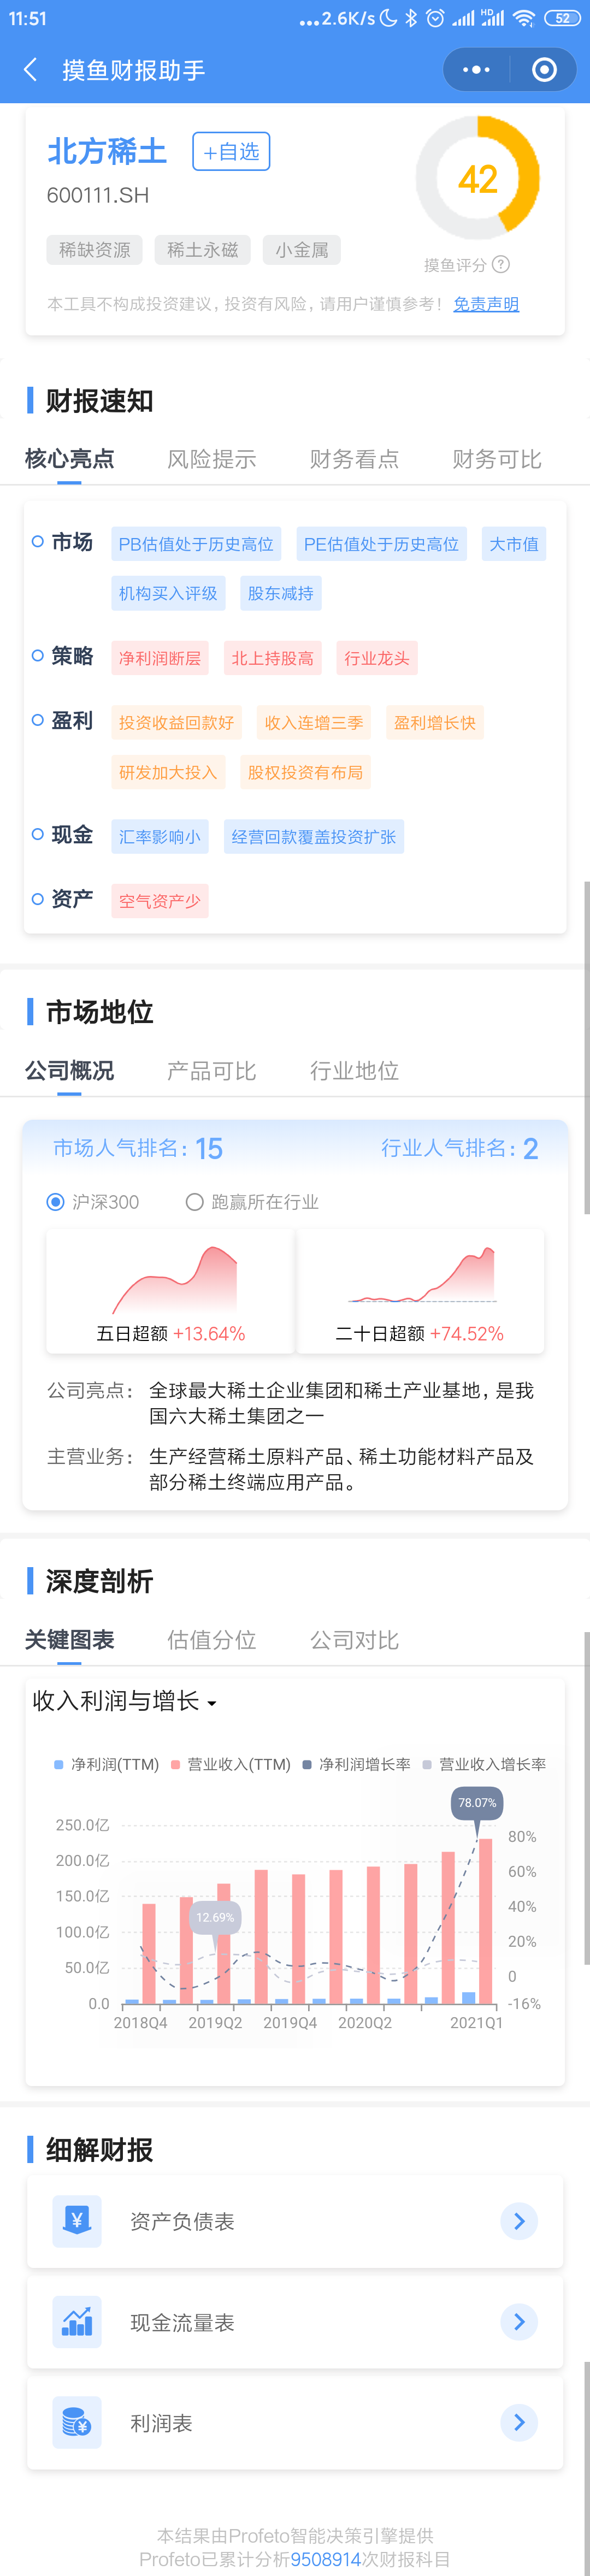 11:51
...2.6K/s HD 52
摸鱼财报助手
北方稀土 +自选
600111.SH
42
稀缺资源 稀土永磁 小金属
摸鱼评分 ?
本工具不构成投资建议，投资有风险，请用户谨慎参考！ 免责声明
财报速知
核心亮点 风险提示 财务看点 财务可比
市场 PB估值处于历史高位 PE估值处于历史高位 大市值
机构买入评级 股东减持
策略 净利润断层 北上持股高 行业龙头
盈利 投资收益回款好 收入连增三季 盈利增长快
研发加大投入 股权投资有布局
现金 汇率影响小 经营回款覆盖投资扩张
资产 空气资产少
市场地位
公司概况 产品可比 行业地位
市场人气排名：15 行业人气排名：2
沪深300 跑赢所在行业
五日超额 +13.64% 二十日超额 +74.52%
公司亮点： 全球最大稀土企业集团和稀土产业基地，是我
国六大稀土集团之一
主营业务： 生产经营稀土原料产品、稀土功能材料产品及
部分稀土终端应用产品。
深度剖析
关键图表 估值分位 公司对比
收入利润与增长
净利润(TTM) 营业收入(TTM) 净利润增长率 营业收入增长率
78.07%
250.0亿 80%
200.0亿 60%
150.0亿 40%
12.69%
100.0亿 20%
50.0亿 0
0.0 -16%
2018Q4 2019Q2 2019Q4 2020Q2 2021Q1
细解财报
资产负债表
现金流量表
利润表
本结果由Profeto智能决策引擎提供
Profeto已累计分析9508914次财报科目